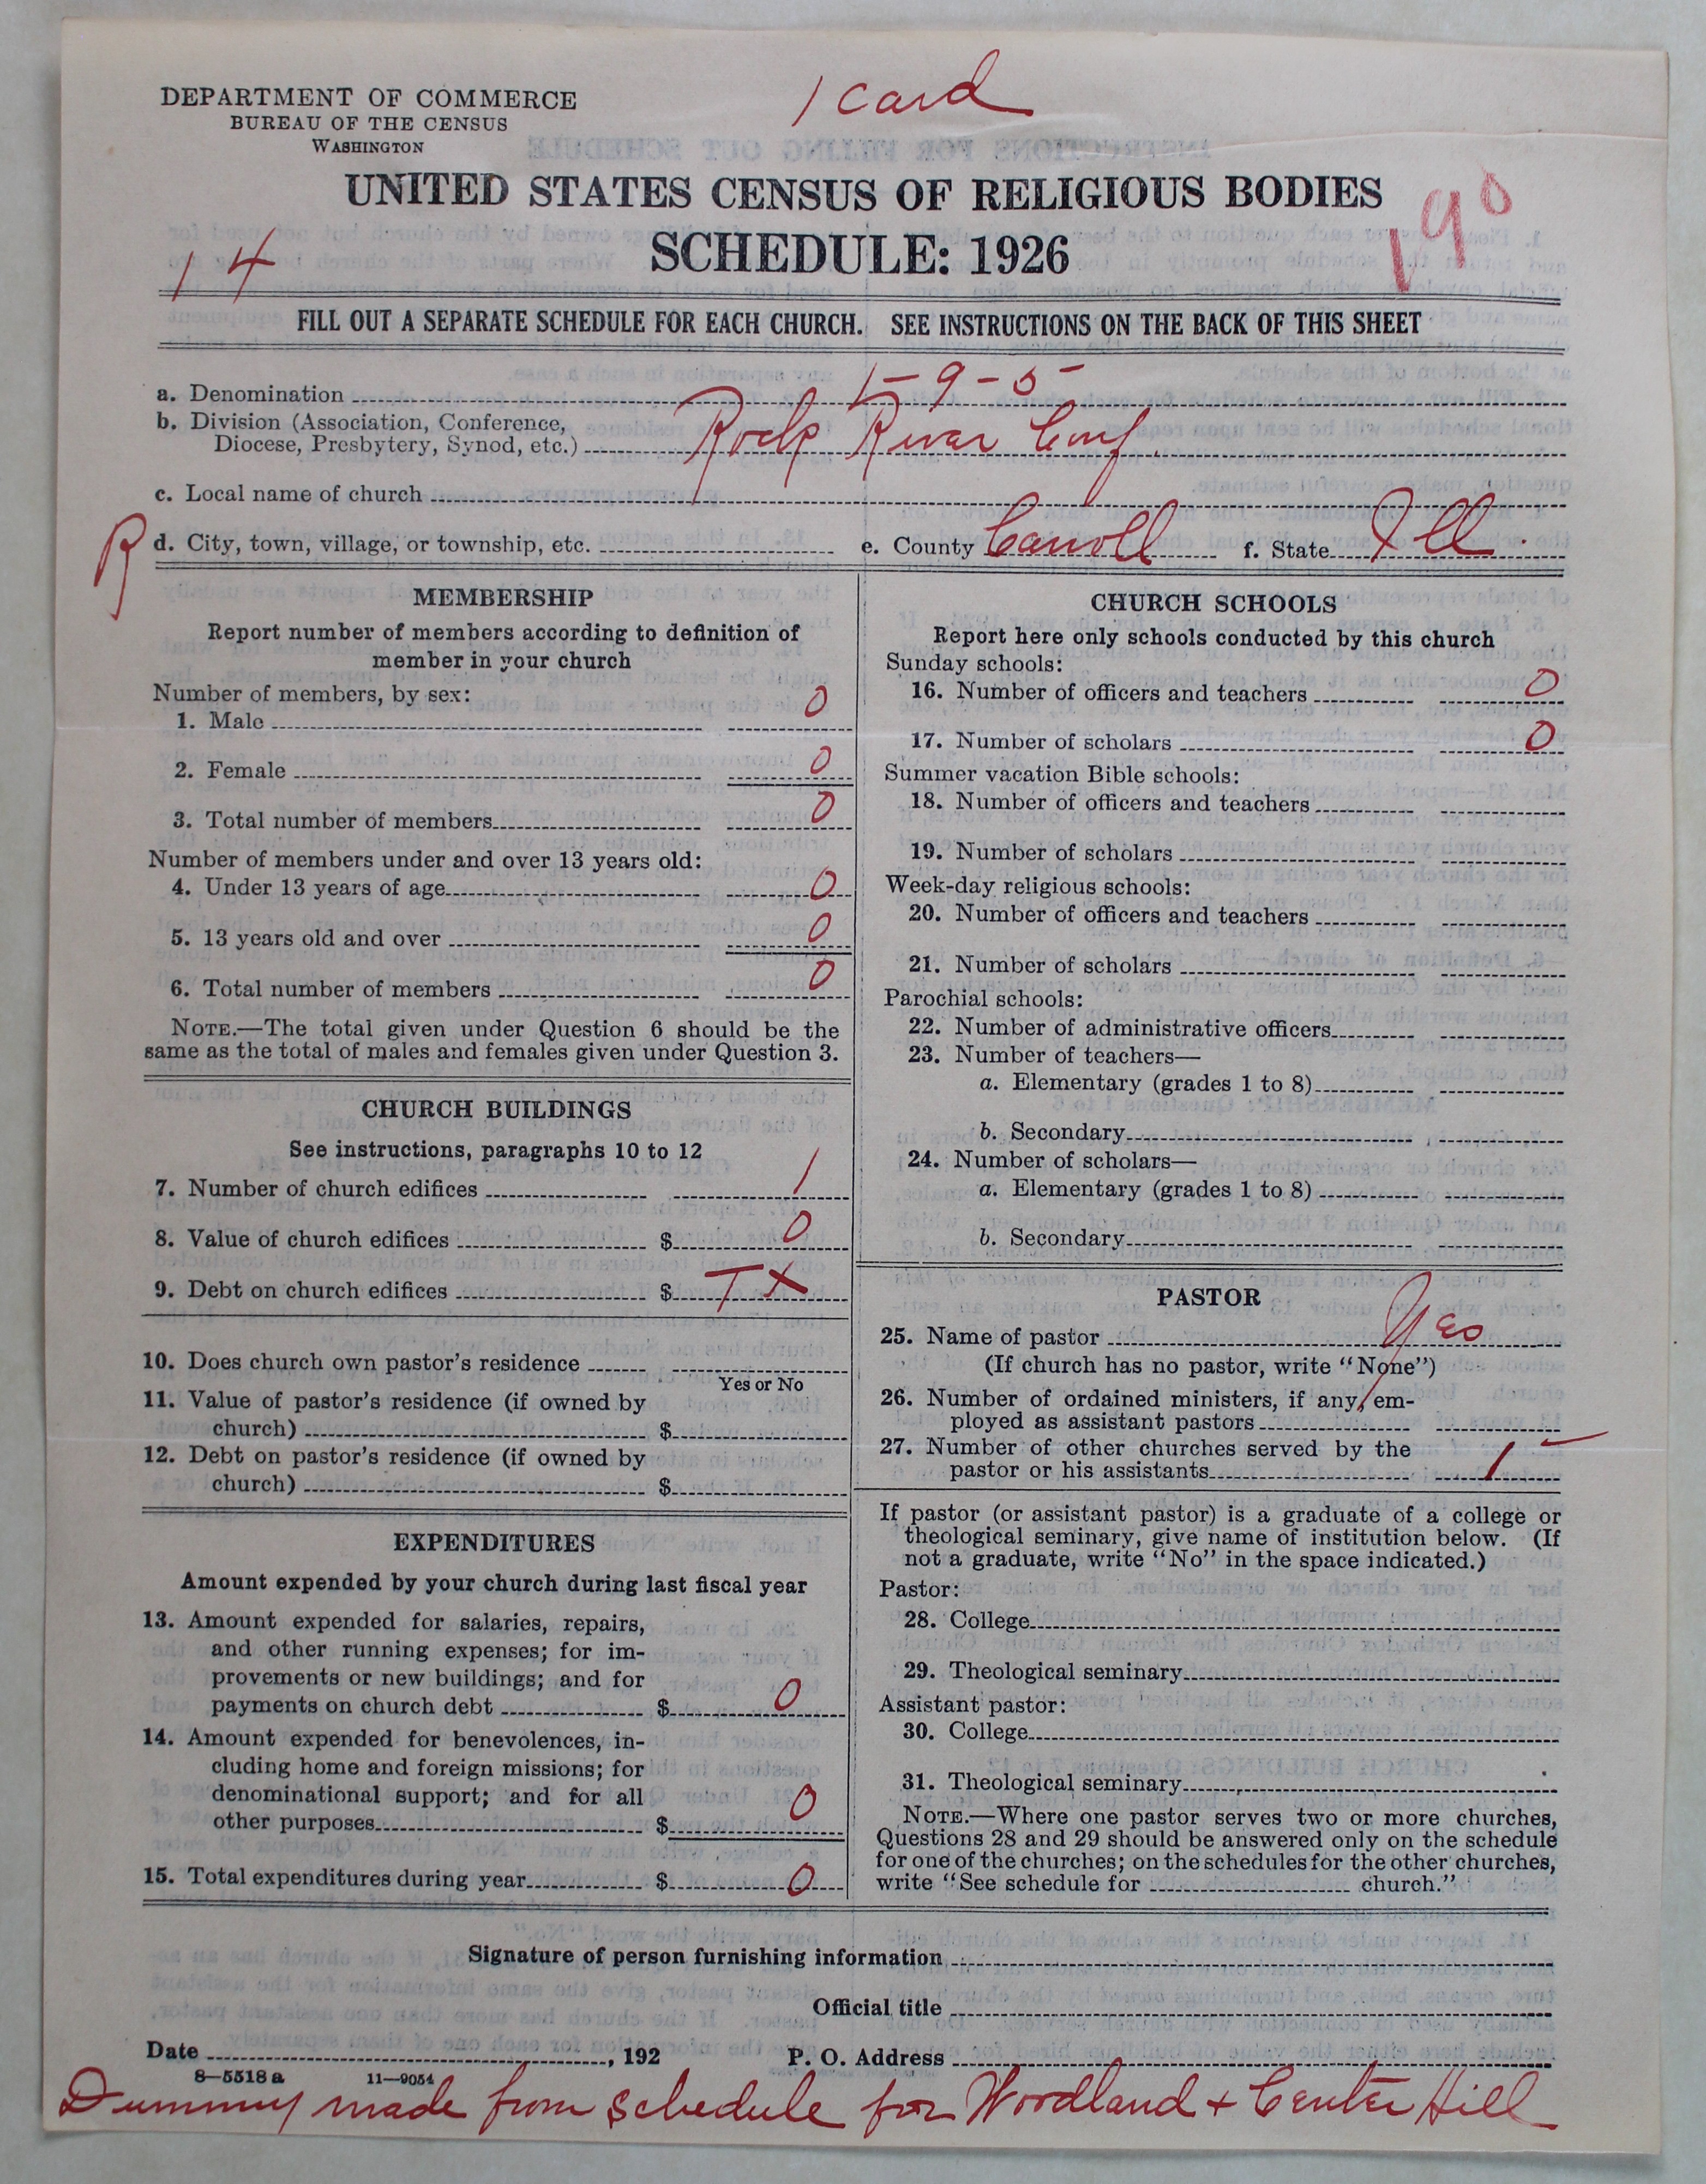 1 card
DEPARTMENT OF COMMERCE
BUREAU OF THE CENSUS
WASHINGTON
UNITED STATES CENSUS OF RELIGIOUS BODIES
190
14
SCHEDULE: 1926
FILL OUT A SEPARATE SCHEDULE FOR EACH CHURCH. SEE INSTRUCTIONS ON THE BACK OF THIS SHEET
a. Denomination 1-9-5
b. Division (Association, Conference,
Diocese, Presbytery, Synod, etc.) Rock River Conf.
c. Local name of church
R
d. City, town, village, or township, etc. e. County Carroll f. State Ill.
MEMBERSHIP
Report number of members according to definition of
member in your church
Number of members, by sex:
1. Male 0
2. Female 0
3. Total number of members 0
Number of members under and over 13 years old:
4. Under 13 years of age 0
5. 13 years old and over 0
6. Total number of members 0
NOTE.—The total given under Question 6 should be the
same as the total of males and females given under Question 3.
CHURCH BUILDINGS
See instructions, paragraphs 10 to 12
7. Number of church edifices 1
8. Value of church edifices $ 0
9. Debt on church edifices $ TX
10. Does church own pastor's residence
Yes or No
11. Value of pastor's residence (if owned by
church) $
12. Debt on pastor's residence (if owned by
church) $
EXPENDITURES
Amount expended by your church during last fiscal year
13. Amount expended for salaries, repairs,
and other running expenses; for im-
provements or new buildings; and for
payments on church debt $ 0
14. Amount expended for benevolences, in-
cluding home and foreign missions; for
denominational support; and for all
other purposes $ 0
15. Total expenditures during year $ 0
CHURCH SCHOOLS
Report here only schools conducted by this church
Sunday schools:
16. Number of officers and teachers 0
17. Number of scholars 0
Summer vacation Bible schools:
18. Number of officers and teachers
19. Number of scholars
Week-day religious schools:
20. Number of officers and teachers
21. Number of scholars
Parochial schools:
22. Number of administrative officers
23. Number of teachers—
a. Elementary (grades 1 to 8)
b. Secondary
24. Number of scholars—
a. Elementary (grades 1 to 8)
b. Secondary
PASTOR
25. Name of pastor Yes
(If church has no pastor, write "None")
26. Number of ordained ministers, if any, em-
ployed as assistant pastors
27. Number of other churches served by the
pastor or his assistants 1
If pastor (or assistant pastor) is a graduate of a college or
theological seminary, give name of institution below. (If
not a graduate, write "No" in the space indicated.)
Pastor:
28. College
29. Theological seminary
Assistant pastor:
30. College
31. Theological seminary
NOTE.—Where one pastor serves two or more churches,
Questions 28 and 29 should be answered only on the schedule
for one of the churches; on the schedules for the other churches,
write "See schedule for church."
Signature of person furnishing information
Official title
Date , 192 P. O. Address
8—5518a 11—9054
Dummy made from schedule for Woodland + Center Hill